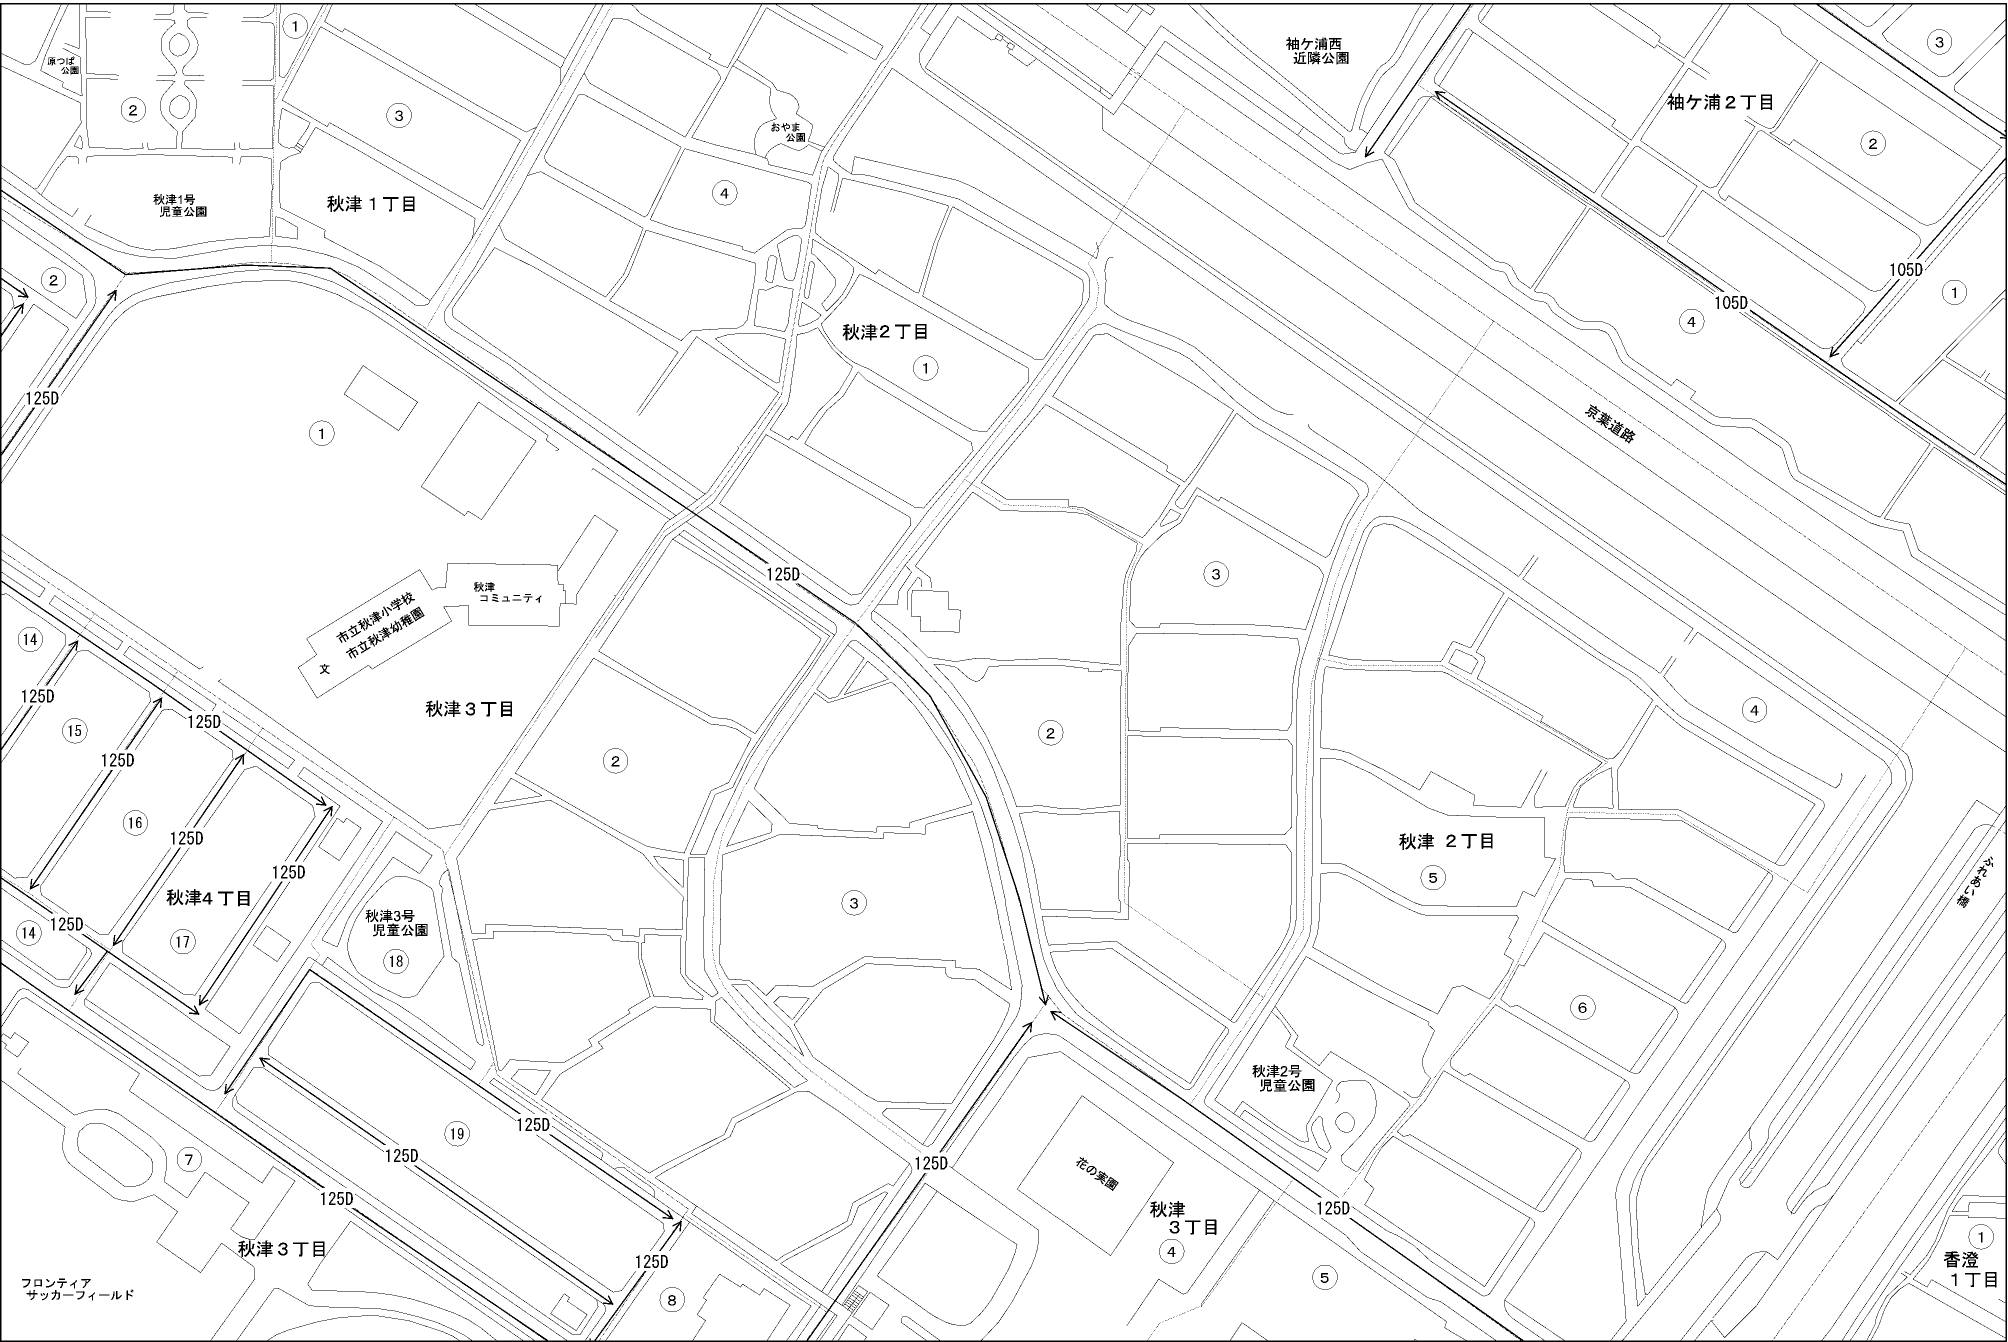 ①
③
袖ケ浦西
近隣公園
原つぱ
公園
②
③
袖ケ浦２丁目
おやま
公園
②
④
秋津1号
児童公園
秋津１丁目
②
105D
①
105D
④
秋津２丁目
①
125D
京葉道路
①
125D
③
秋津
コミュニティ
市立秋津小学校
市立秋津幼稚園
文
⑭
125D
秋津３丁目
125D
④
⑮
②
125D
②
⑯
125D
秋津 ２丁目
125D
⑤
ふれあい橋
秋津４丁目
③
秋津3号
児童公園
125D
⑭
⑰
⑱
⑥
秋津2号
児童公園
125D
⑲
125D
⑦
125D
花の実園
125D
秋津
３丁目
125D
④
秋津３丁目
①
香澄
１丁目
125D
⑤
フロンティア
サッカーフィールド
⑧